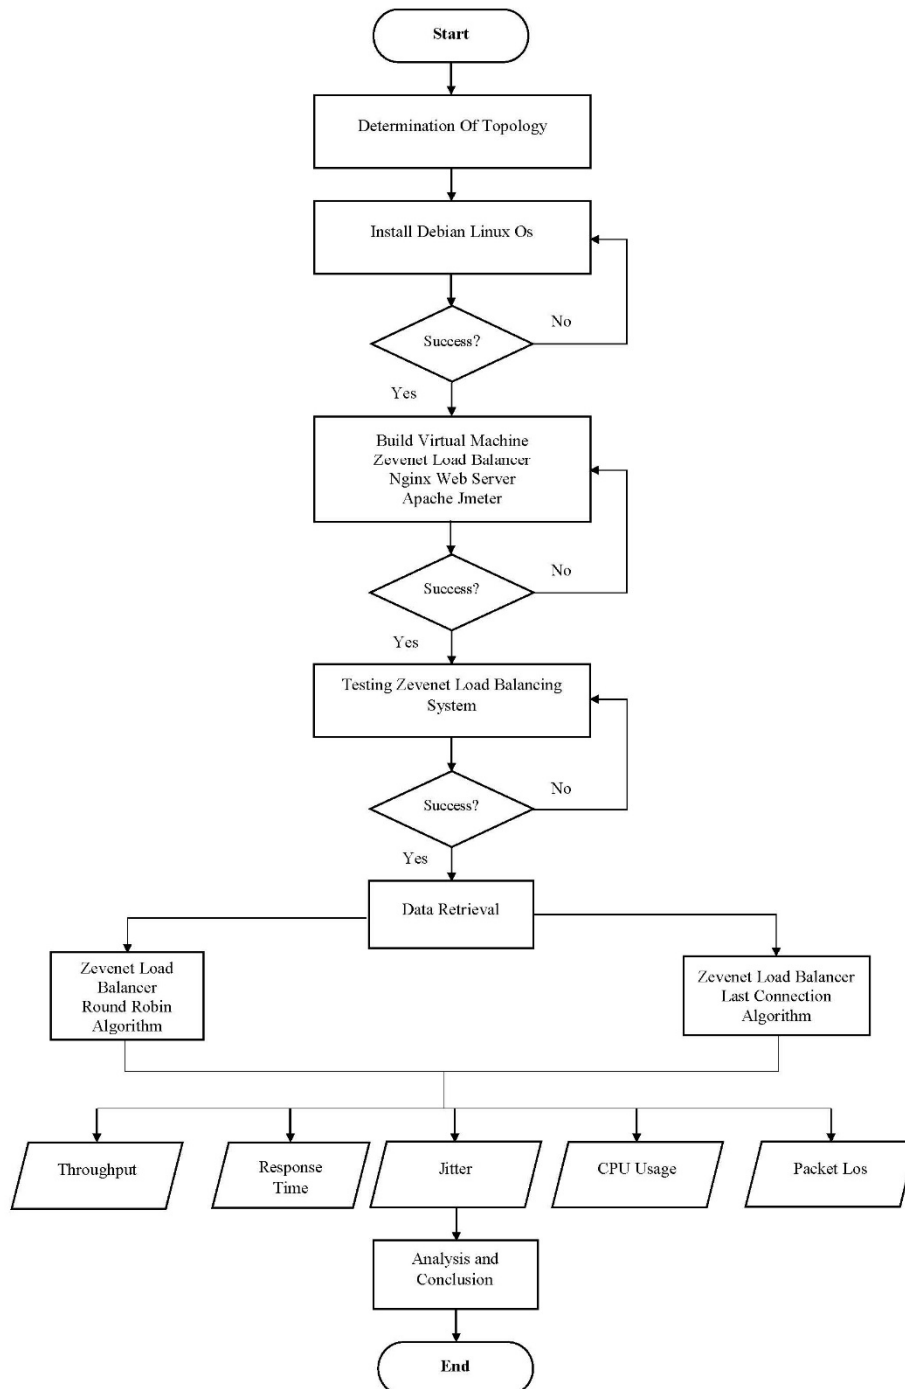 Start
Determination Of Topology
Install Debian Linux Os
No
Success?
Yes
Build Virtual Machine
Zevenet Load Balancer
Nginx Web Server
Apache Jmeter
No
Success?
Yes
Testing Zevenet Load Balancing
System
No
Success?
Yes
Data Retrieval
Zevenet Load
Balancer
Round Robin
Algorithm
Zevenet Load Balancer
Last Connection
Algorithm
Throughput
Response
Time
Jitter
CPU Usage
Packet Los
Analysis and
Conclusion
End